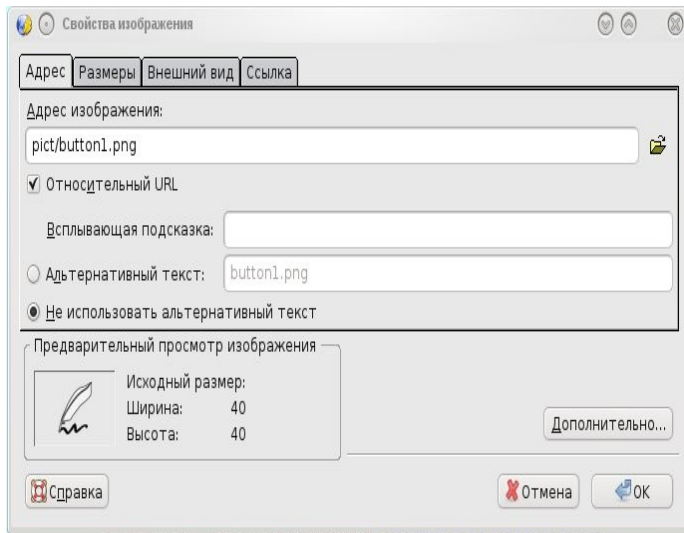 Свойства изображения
Адрес Размеры Внешний вид Ссылка
Адрес изображения:
pict/button1.png
Относительный URL
Всплывающая подсказка:
Альтернативный текст: button1.png
Не использовать альтернативный текст
Предварительный просмотр изображения
Исходный размер:
Ширина: 40
Высота: 40
Дополнительно...
Справка Отмена OK